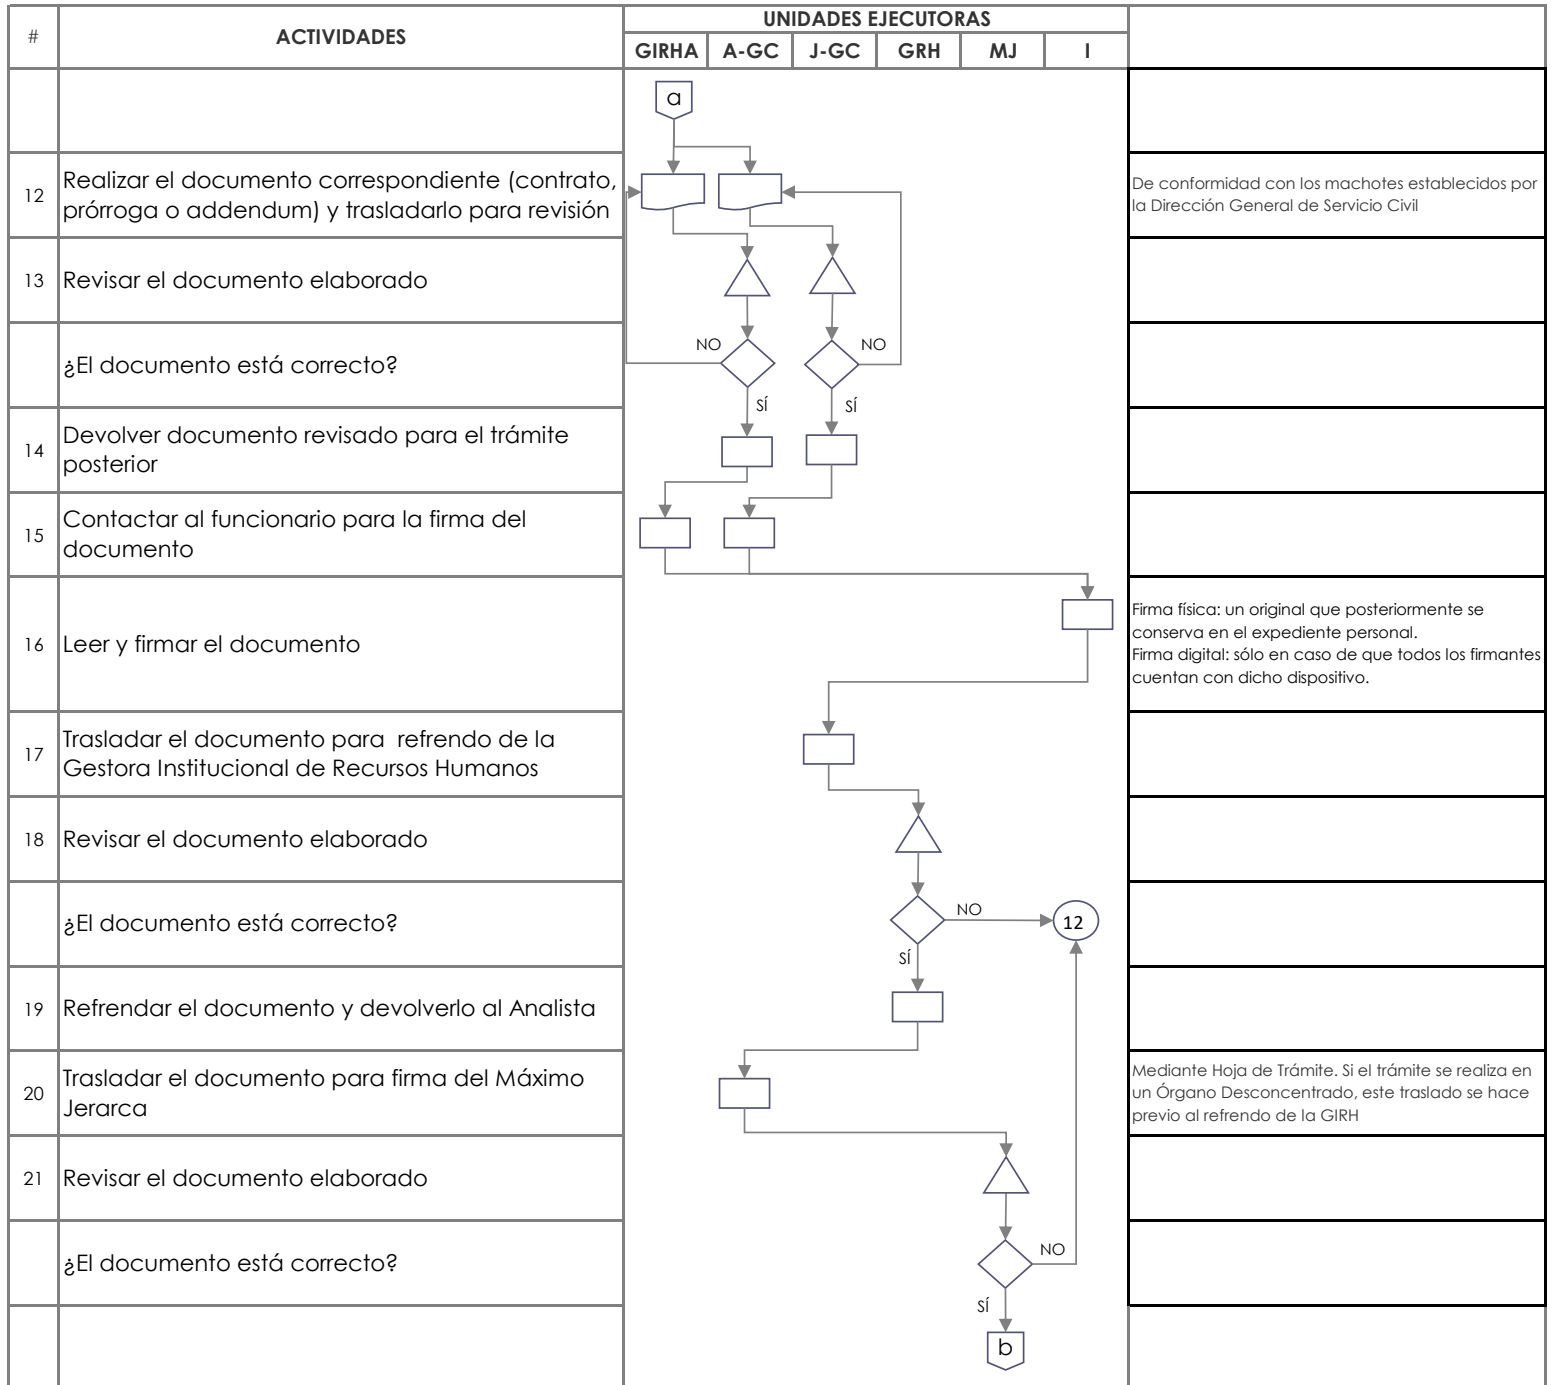 #
ACTIVIDADES
UNIDADES EJECUTORAS
GIRHA
A-GC
J-GC
GRH
MJ
I
a
12
Realizar el documento correspondiente (contrato,
prórroga o addendum) y trasladarlo para revisión
De conformidad con los machotes establecidos por
la Dirección General de Servicio Civil
13
Revisar el documento elaborado
¿El documento está correcto?
NO
NO
SÍ
SÍ
14
Devolver documento revisado para el trámite
posterior
15
Contactar al funcionario para la firma del
documento
16
Leer y firmar el documento
Firma física: un original que posteriormente se
conserva en el expediente personal.
Firma digital: sólo en caso de que todos los firmantes
cuentan con dicho dispositivo.
17
Trasladar el documento para refrendo de la
Gestora Institucional de Recursos Humanos
18
Revisar el documento elaborado
¿El documento está correcto?
NO
12
SÍ
19
Refrendar el documento y devolverlo al Analista
20
Trasladar el documento para firma del Máximo
Jerarca
Mediante Hoja de Trámite. Si el trámite se realiza en
un Órgano Desconcentrado, este traslado se hace
previo al refrendo de la GIRH
21
Revisar el documento elaborado
¿El documento está correcto?
NO
SÍ
b